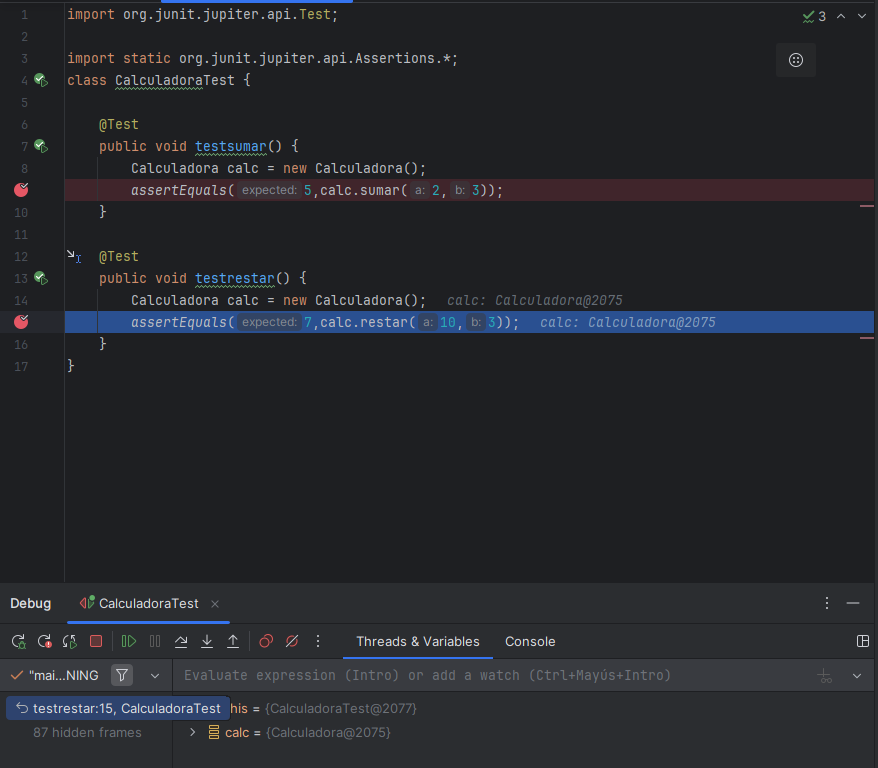 1 import org.junit.jupiter.api.Test;
2
3 import static org.junit.jupiter.api.Assertions.*;
4 class CalculadoraTest {
5
6 @Test
7 public void testsumar() {
8 Calculadora calc = new Calculadora();
assertEquals( expected: 5,calc.sumar( a: 2, b: 3));
10 }
11
12 @Test
13 public void testrestar() {
14 Calculadora calc = new Calculadora(); calc: Calculadora@2075
assertEquals( expected: 7,calc.restar( a: 10, b: 3)); calc: Calculadora@2075
16 }
17 }
3
Debug CalculadoraTest
Threads & Variables Console
"mai...NING Evaluate expression (Intro) or add a watch (Ctrl+Mayús+Intro)
testrestar:15, CalculadoraTest his = {CalculadoraTest@2077}
87 hidden frames calc = {Calculadora@2075}